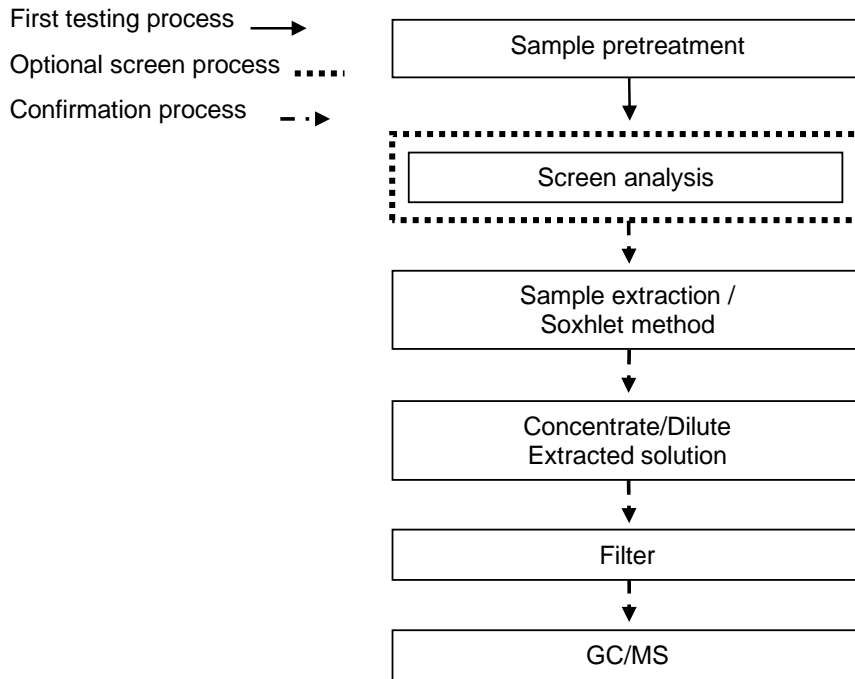 First testing process
Optional screen process
Confirmation process
Sample pretreatment
Screen analysis
Sample extraction /
Soxhlet method
Concentrate/Dilute
Extracted solution
Filter
GC/MS